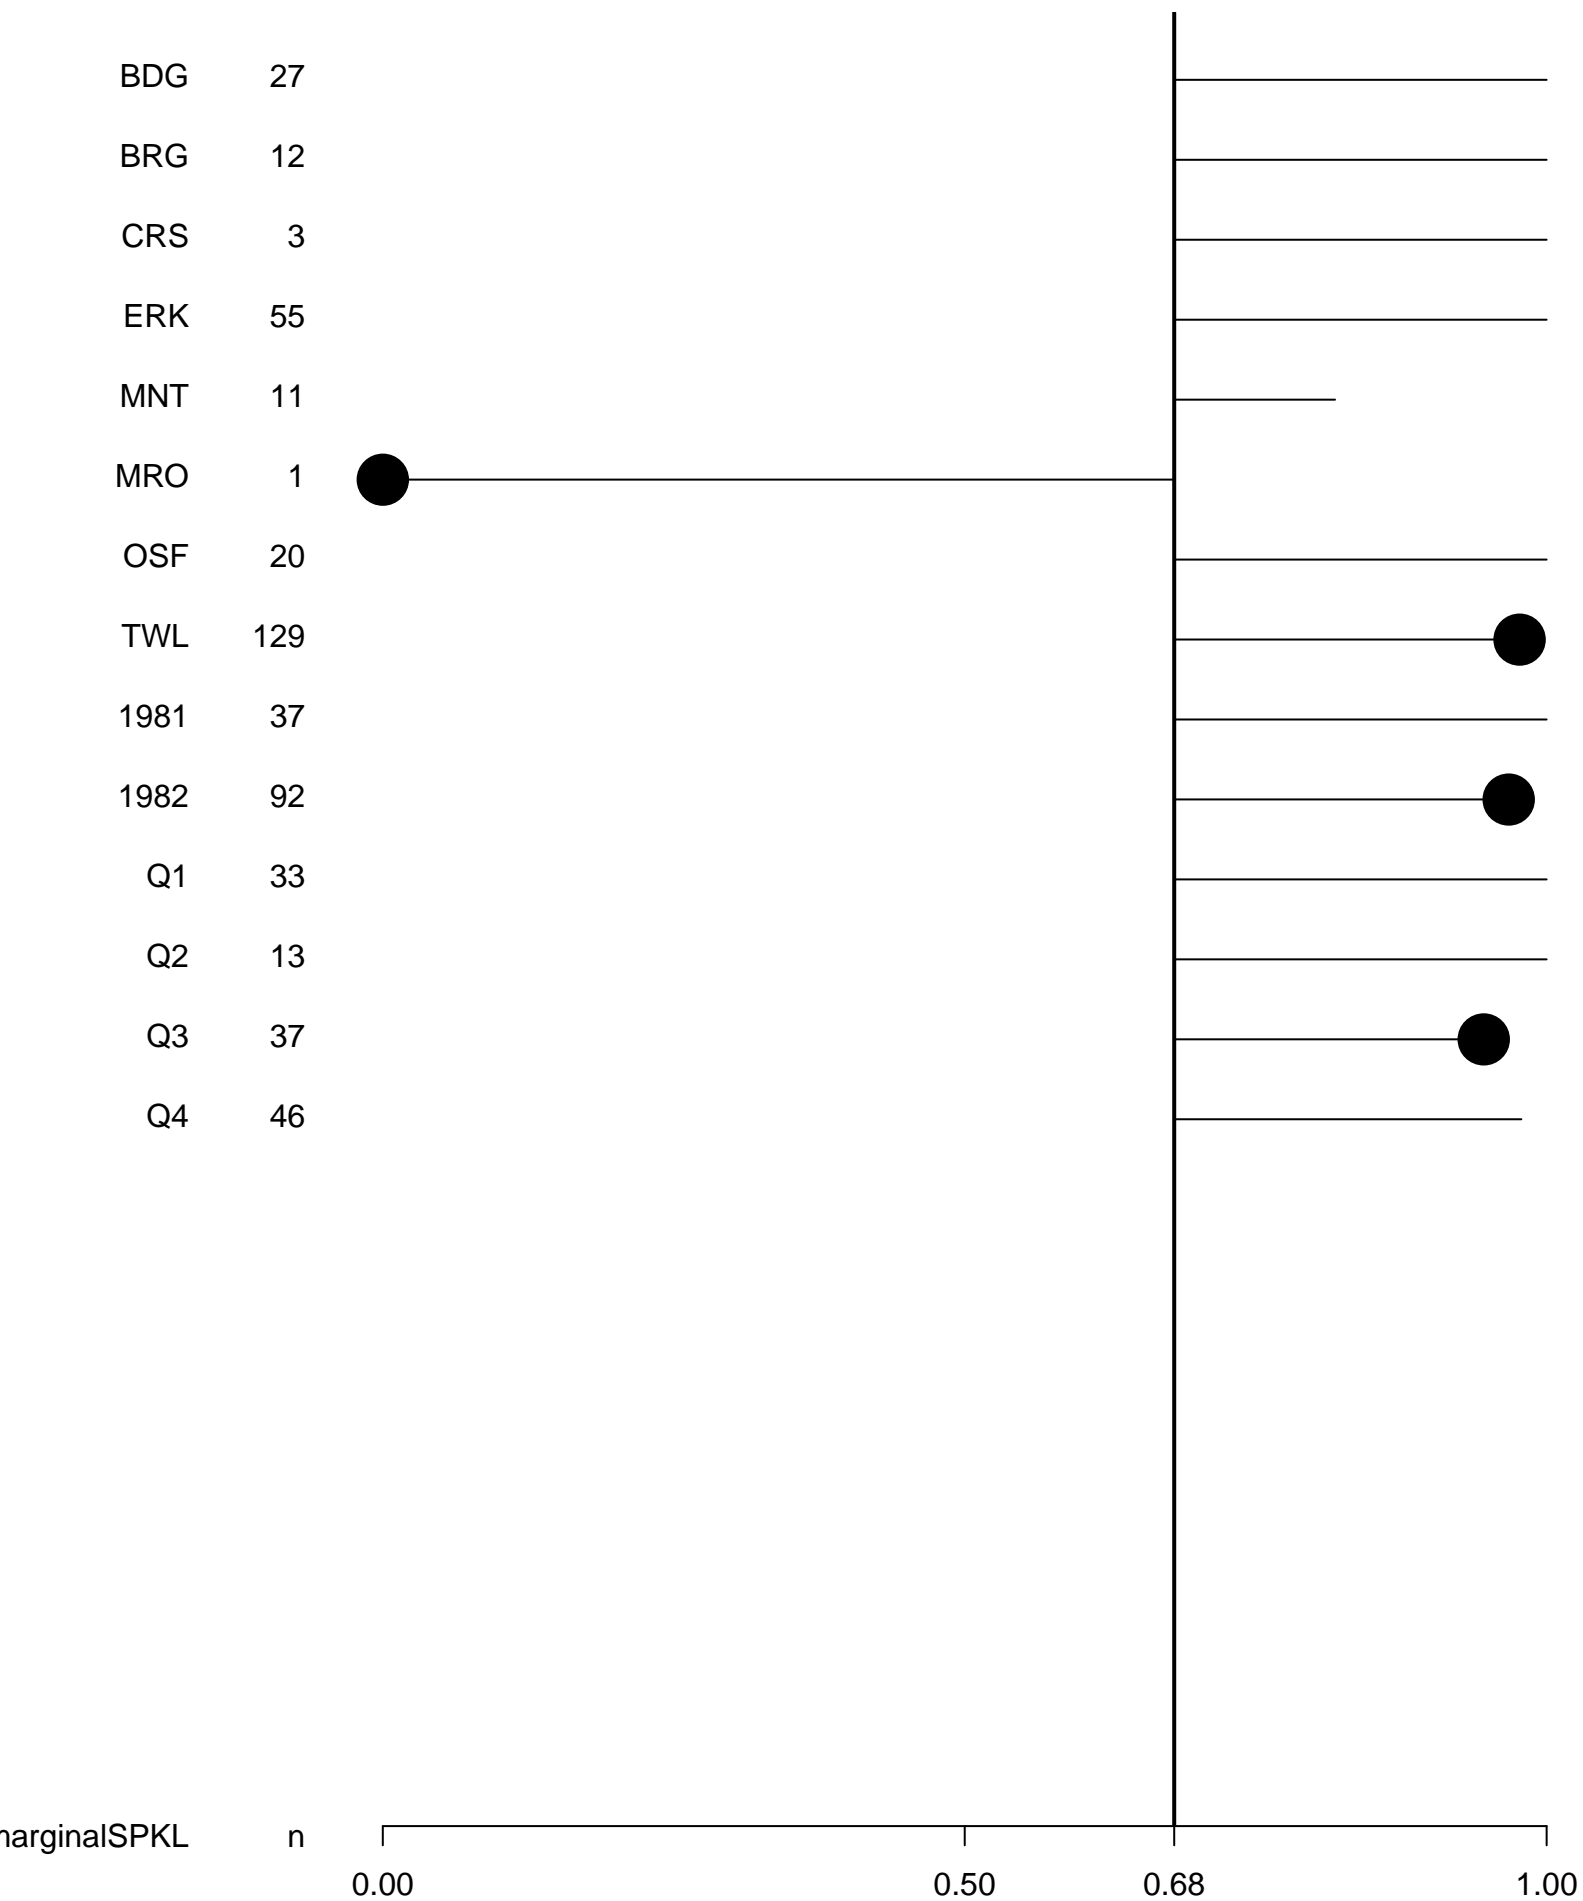 BDG 27
BRG 12
CRS 3
ERK 55
MNT 11
MRO 1
OSF 20
TWL 129
1981 37
1982 92
Q1 33
Q2 13
Q3 37
Q4 46
arginalSPKL n
0.00 0.50 0.68 1.00